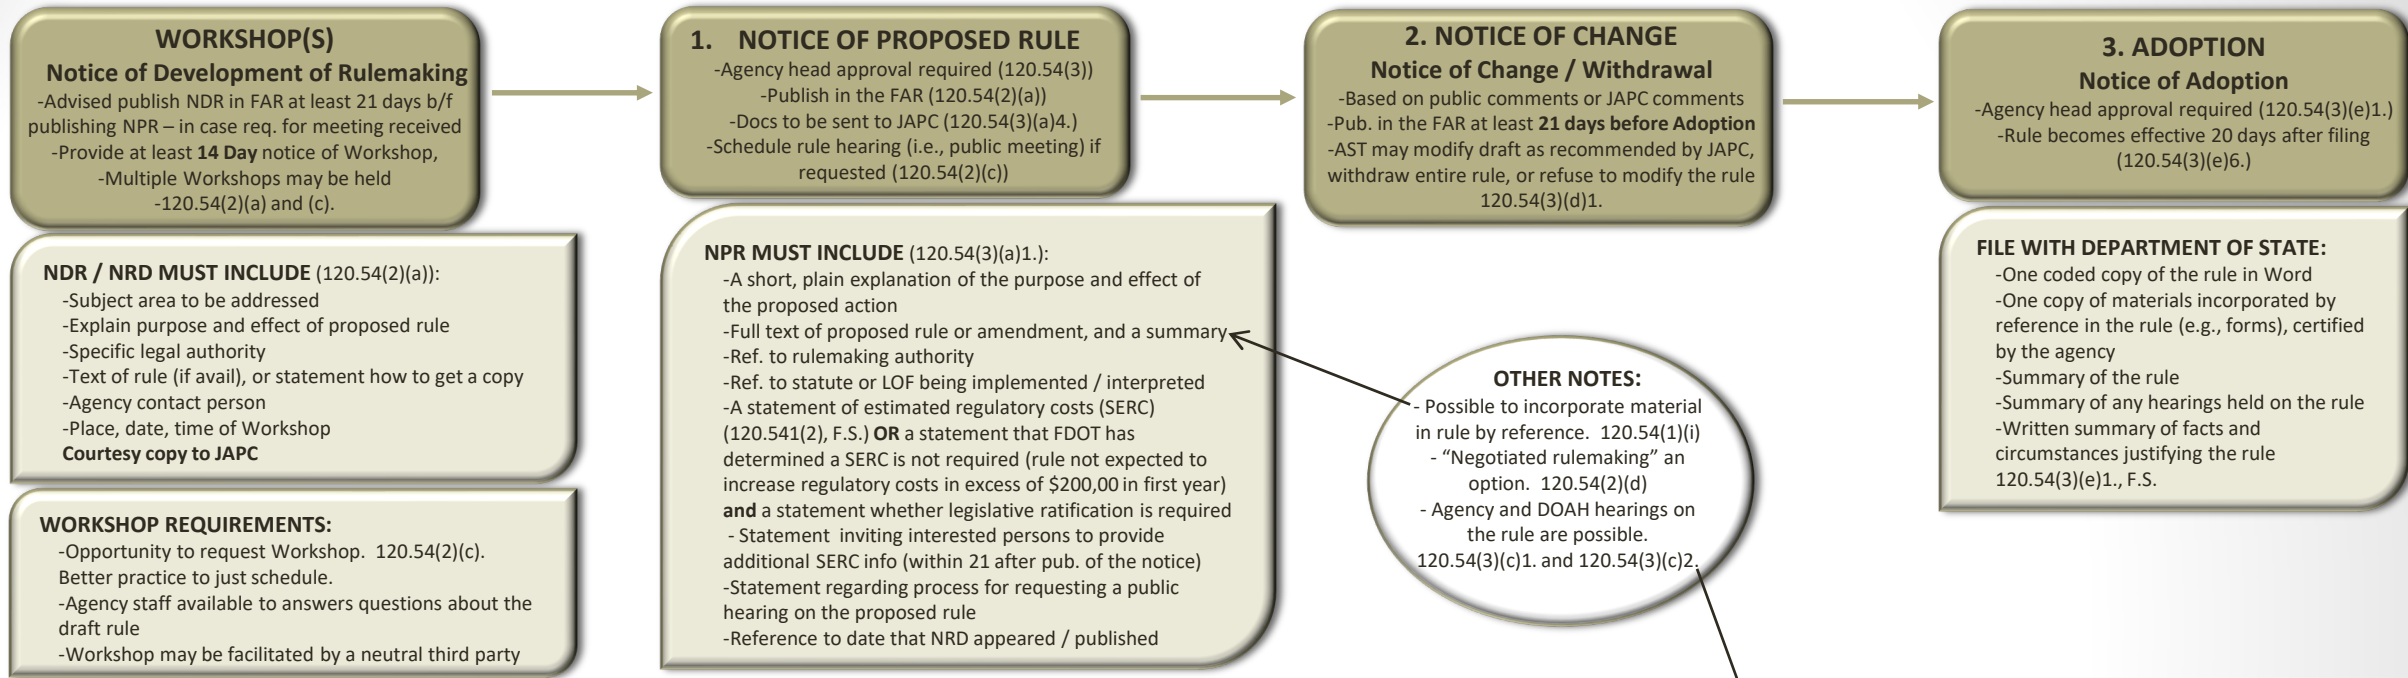 WORKSHOP(S)
Notice of Development of Rulemaking
-Advised publish NDR in FAR at least 21 days b/f
publishing NPR – in case req. for meeting received
-Provide at least 14 Day notice of Workshop,
-Multiple Workshops may be held
-120.54(2)(a) and (c).
NDR / NRD MUST INCLUDE (120.54(2)(a)):
-Subject area to be addressed
-Explain purpose and effect of proposed rule
-Specific legal authority
-Text of rule (if avail), or statement how to get a copy
-Agency contact person
-Place, date, time of Workshop
Courtesy copy to JAPC
WORKSHOP REQUIREMENTS:
-Opportunity to request Workshop. 120.54(2)(c).
Better practice to just schedule.
-Agency staff available to answers questions about the
draft rule
-Workshop may be facilitated by a neutral third party
1. NOTICE OF PROPOSED RULE
-Agency head approval required (120.54(3))
-Publish in the FAR (120.54(2)(a))
-Docs to be sent to JAPC (120.54(3)(a)4.)
-Schedule rule hearing (i.e., public meeting) if
requested (120.54(2)(c))
NPR MUST INCLUDE (120.54(3)(a)1.):
-A short, plain explanation of the purpose and effect of
the proposed action
-Full text of proposed rule or amendment, and a summary
-Ref. to rulemaking authority
-Ref. to statute or LOF being implemented / interpreted
-A statement of estimated regulatory costs (SERC)
(120.541(2), F.S.) OR a statement that FDOT has
determined a SERC is not required (rule not expected to
increase regulatory costs in excess of $200,00 in first year)
and a statement whether legislative ratification is required
- Statement inviting interested persons to provide
additional SERC info (within 21 after pub. of the notice)
-Statement regarding process for requesting a public
hearing on the proposed rule
-Reference to date that NRD appeared / published
2. NOTICE OF CHANGE
Notice of Change / Withdrawal
-Based on public comments or JAPC comments
-Pub. in the FAR at least 21 days before Adoption
-AST may modify draft as recommended by JAPC,
withdraw entire rule, or refuse to modify the rule
120.54(3)(d)1.
OTHER NOTES:
- Possible to incorporate material
in rule by reference. 120.54(1)(i)
- “Negotiated rulemaking” an
option. 120.54(2)(d)
- Agency and DOAH hearings on
the rule are possible.
120.54(3)(c)1. and 120.54(3)(c)2.
3. ADOPTION
Notice of Adoption
-Agency head approval required (120.54(3)(e)1.)
-Rule becomes effective 20 days after filing
(120.54(3)(e)6.)
FILE WITH DEPARTMENT OF STATE:
-One coded copy of the rule in Word
-One copy of materials incorporated by
reference in the rule (e.g., forms), certified
by the agency
-Summary of the rule
-Summary of any hearings held on the rule
-Written summary of facts and
circumstances justifying the rule
120.54(3)(e)1., F.S.